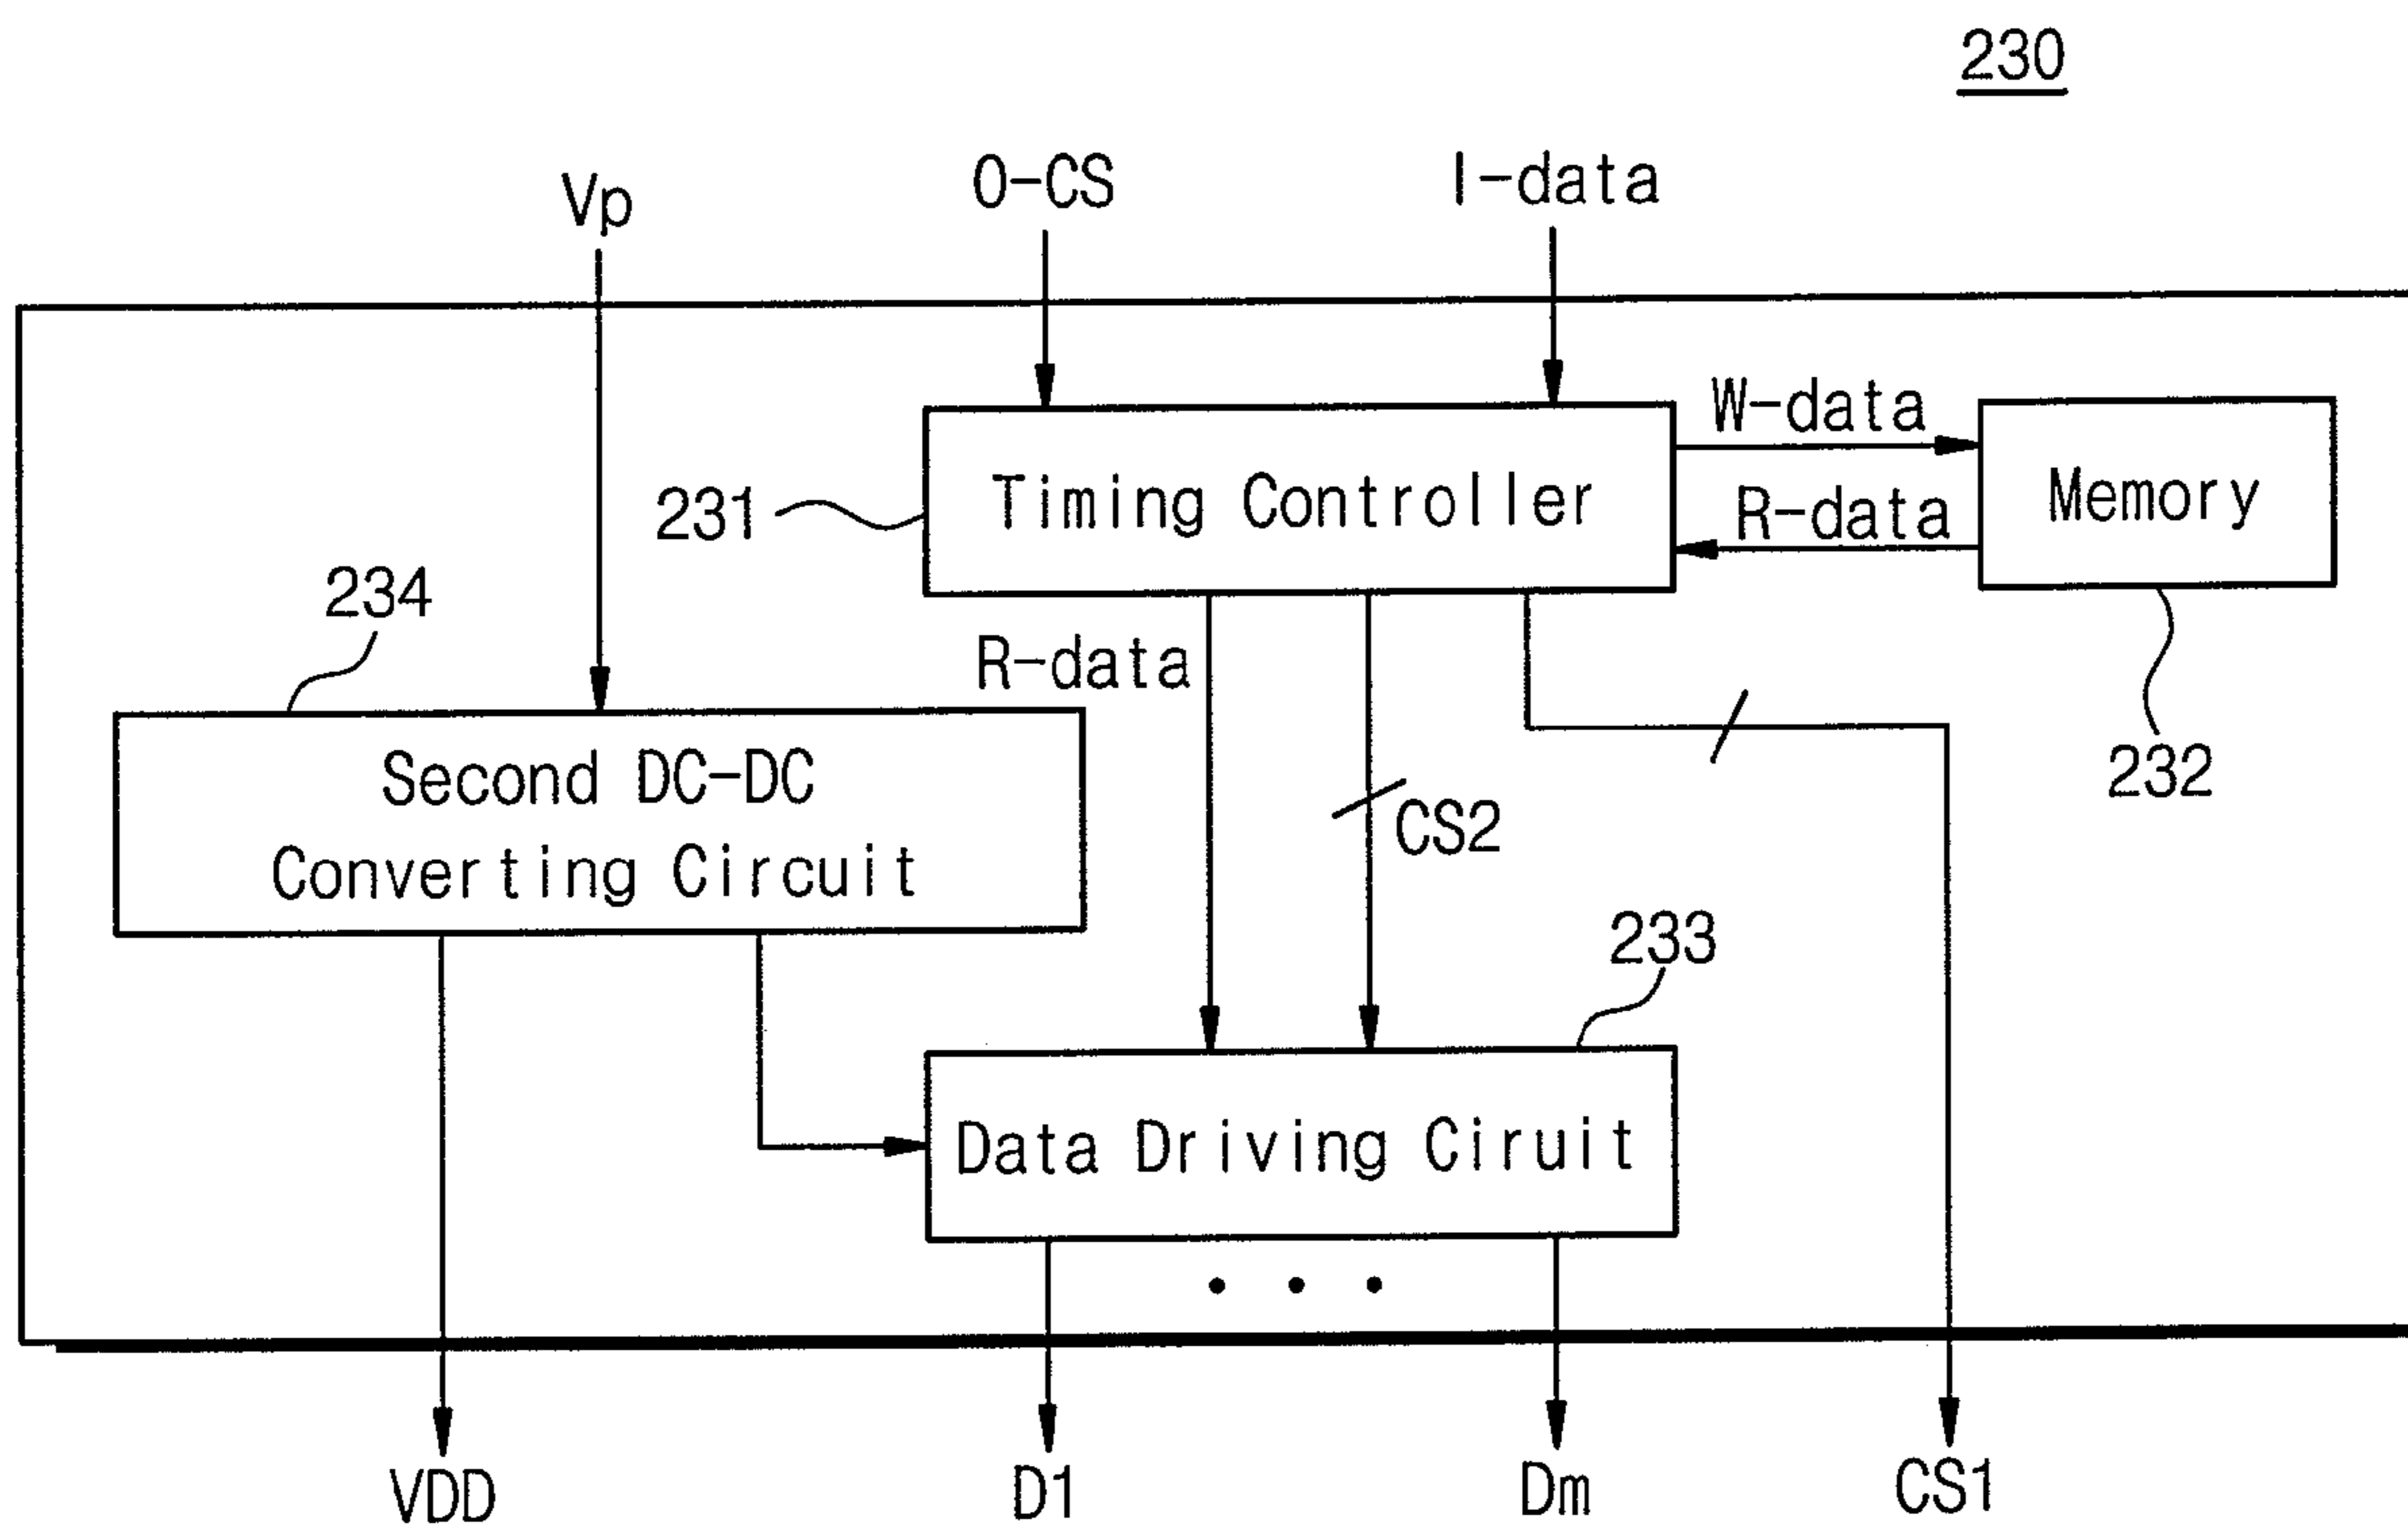 230
Vp
O-CS
I-data
W-data
Timing Controller
Memory
231
R-data
234
R-data
232
Second DC-DC
Converting Circuit
CS2
233
Data Driving Ciruit
VDD
D1
Dm
CS1